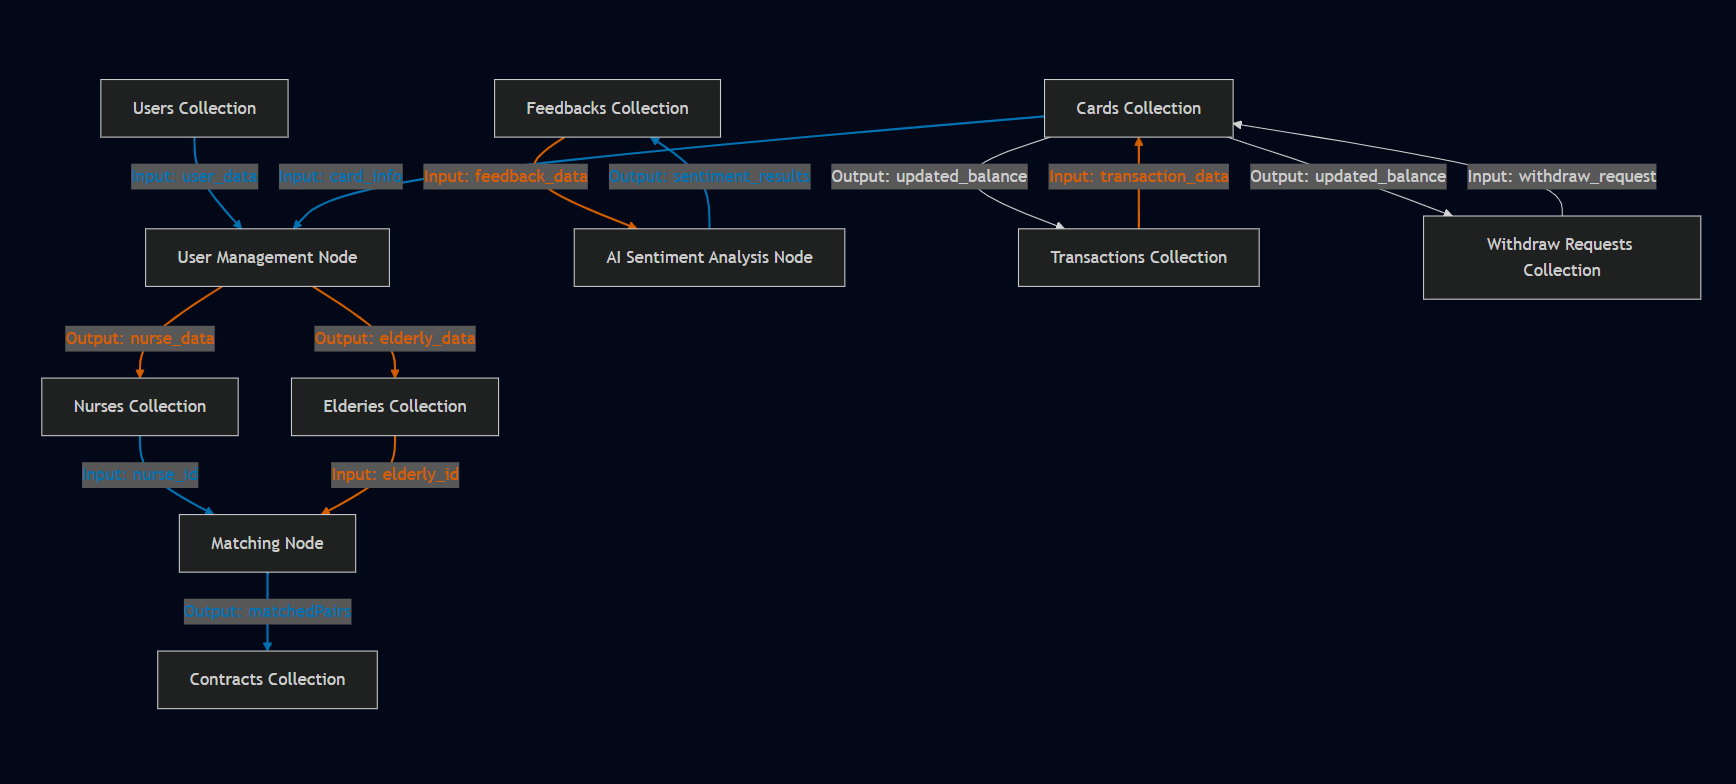 Users Collection
Feedbacks Collection
Cards Collection
Input: user_data
Input: card_info
Input: feedback_data
Output: sentiment_results
Output: updated_balance
Input: transaction_data
Output: updated_balance
Input: withdraw_request
User Management Node
AI Sentiment Analysis Node
Transactions Collection
Withdraw Requests
Collection
Output: nurse_data
Output: elderly_data
Nurses Collection
Elderies Collection
Input: nurse_id
Input: elderly_id
Matching Node
Output: matchedPairs
Contracts Collection